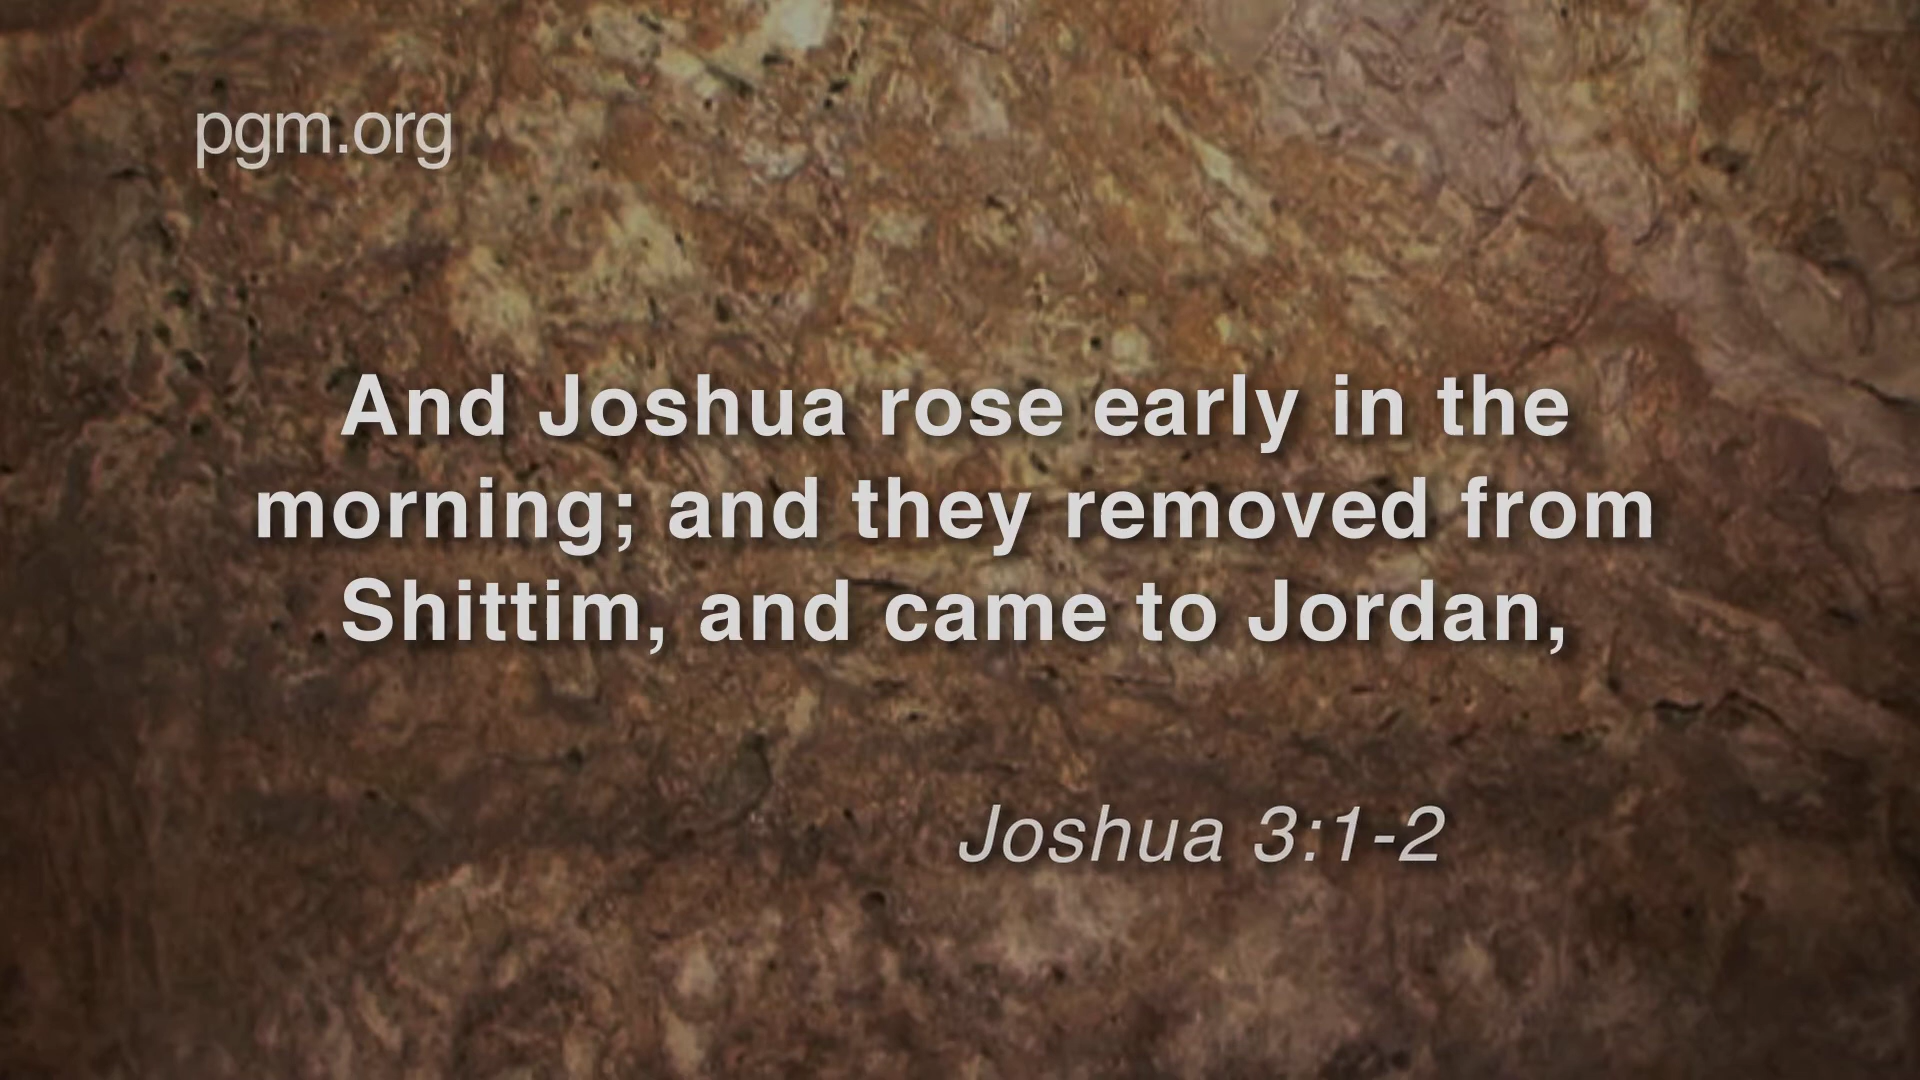 pgm.org
And Joshua rose early in the
morning; and they removed from
Shittim, and came to Jordan,
Joshua 3:1-2